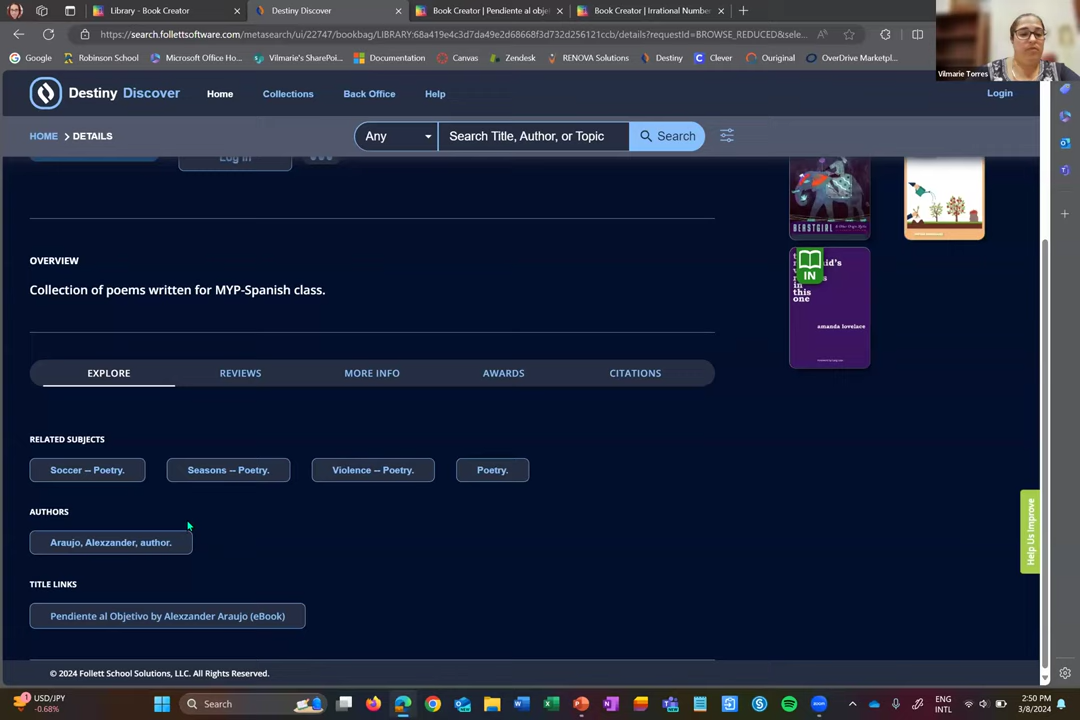 Library - Book Creator
Destiny Discover
Book Creator | Pendiente al obje
Book Creator | Irrational Number
https://search.follettsoftware.com/metasearch/ui/22747/bookbag/LIBRARY:68a419e4c3d7da49e2d68668f3d732d256121ccb/details?requestId=BROWSE_REDUCED&sele...
Google
Robinson School
Microsoft Office Ho...
Vilmarie's SharePoi...
Documentation
Canvas
Zendesk
RENOVA Solutions
Destiny
Clever
Ouriginal
OverDrive Marketpl...
Vilmarie Torres
Destiny Discover
Home
Collections
Back Office
Help
Login
HOME > DETAILS
Any
Search Title, Author, or Topic
Search
Log In
BEASTGIRL
IN
this
one
amanda lovelace
OVERVIEW
Collection of poems written for MYP-Spanish class.
EXPLORE
REVIEWS
MORE INFO
AWARDS
CITATIONS
RELATED SUBJECTS
Soccer -- Poetry.
Seasons -- Poetry.
Violence -- Poetry.
Poetry.
AUTHORS
Araujo, Alexzander, author.
TITLE LINKS
Pendiente al Objetivo by Alexzander Araujo (eBook)
Help Us Improve
© 2024 Follett School Solutions, LLC. All Rights Reserved.
USD/JPY
-0.68%
Search
ENG
INTL
2:50 PM
3/8/2024